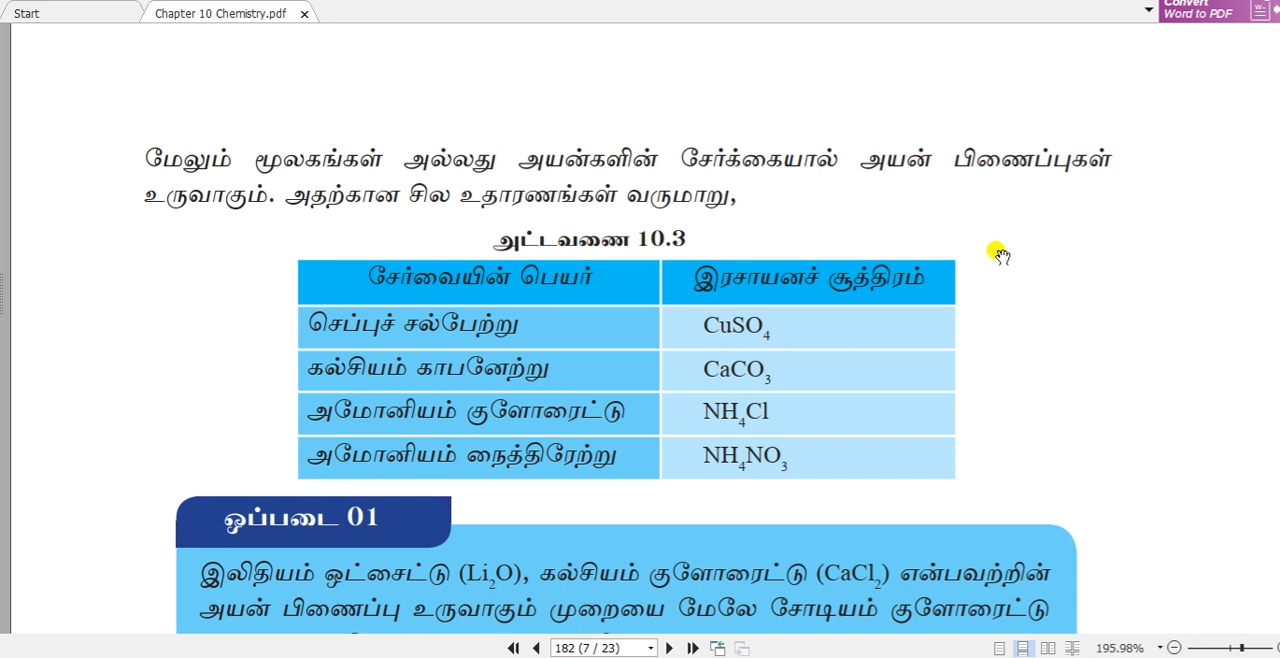 Start
Chapter 10 Chemistry.pdf
Convert
Word to PDF
மேலும் மூலகங்கள் அல்லது அயன்களின் சேர்க்கையால் அயன் பிணைப்புகள்
உருவாகும். அதற்கான சில உதாரணங்கள் வருமாறு,
அட்டவணை 10.3
சேர்வையின் பெயர் இரசாயனச் சூத்திரம்
செப்புச் சல்பேற்று CuSO₄
கல்சியம் காபனேற்று CaCO₃
அமோனியம் குளோரைட்டு NH₄Cl
அமோனியம் நைத்திரேற்று NH₄NO₃
ஒப்படை 01
இலிதியம் ஒட்சைட்டு (Li₂O), கல்சியம் குளோரைட்டு (CaCl₂) என்பவற்றின்
அயன் பிணைப்பு உருவாகும் முறையை மேலே சோடியம் குளோரைட்டு
182 (7 / 23)
195.98%